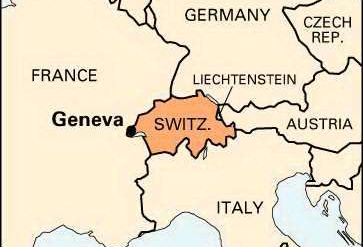 GERMANY
CZECH
REP.
FRANCE
LIECHTENSTEIN
Geneva
SWITZ.
AUSTRIA
ITALY